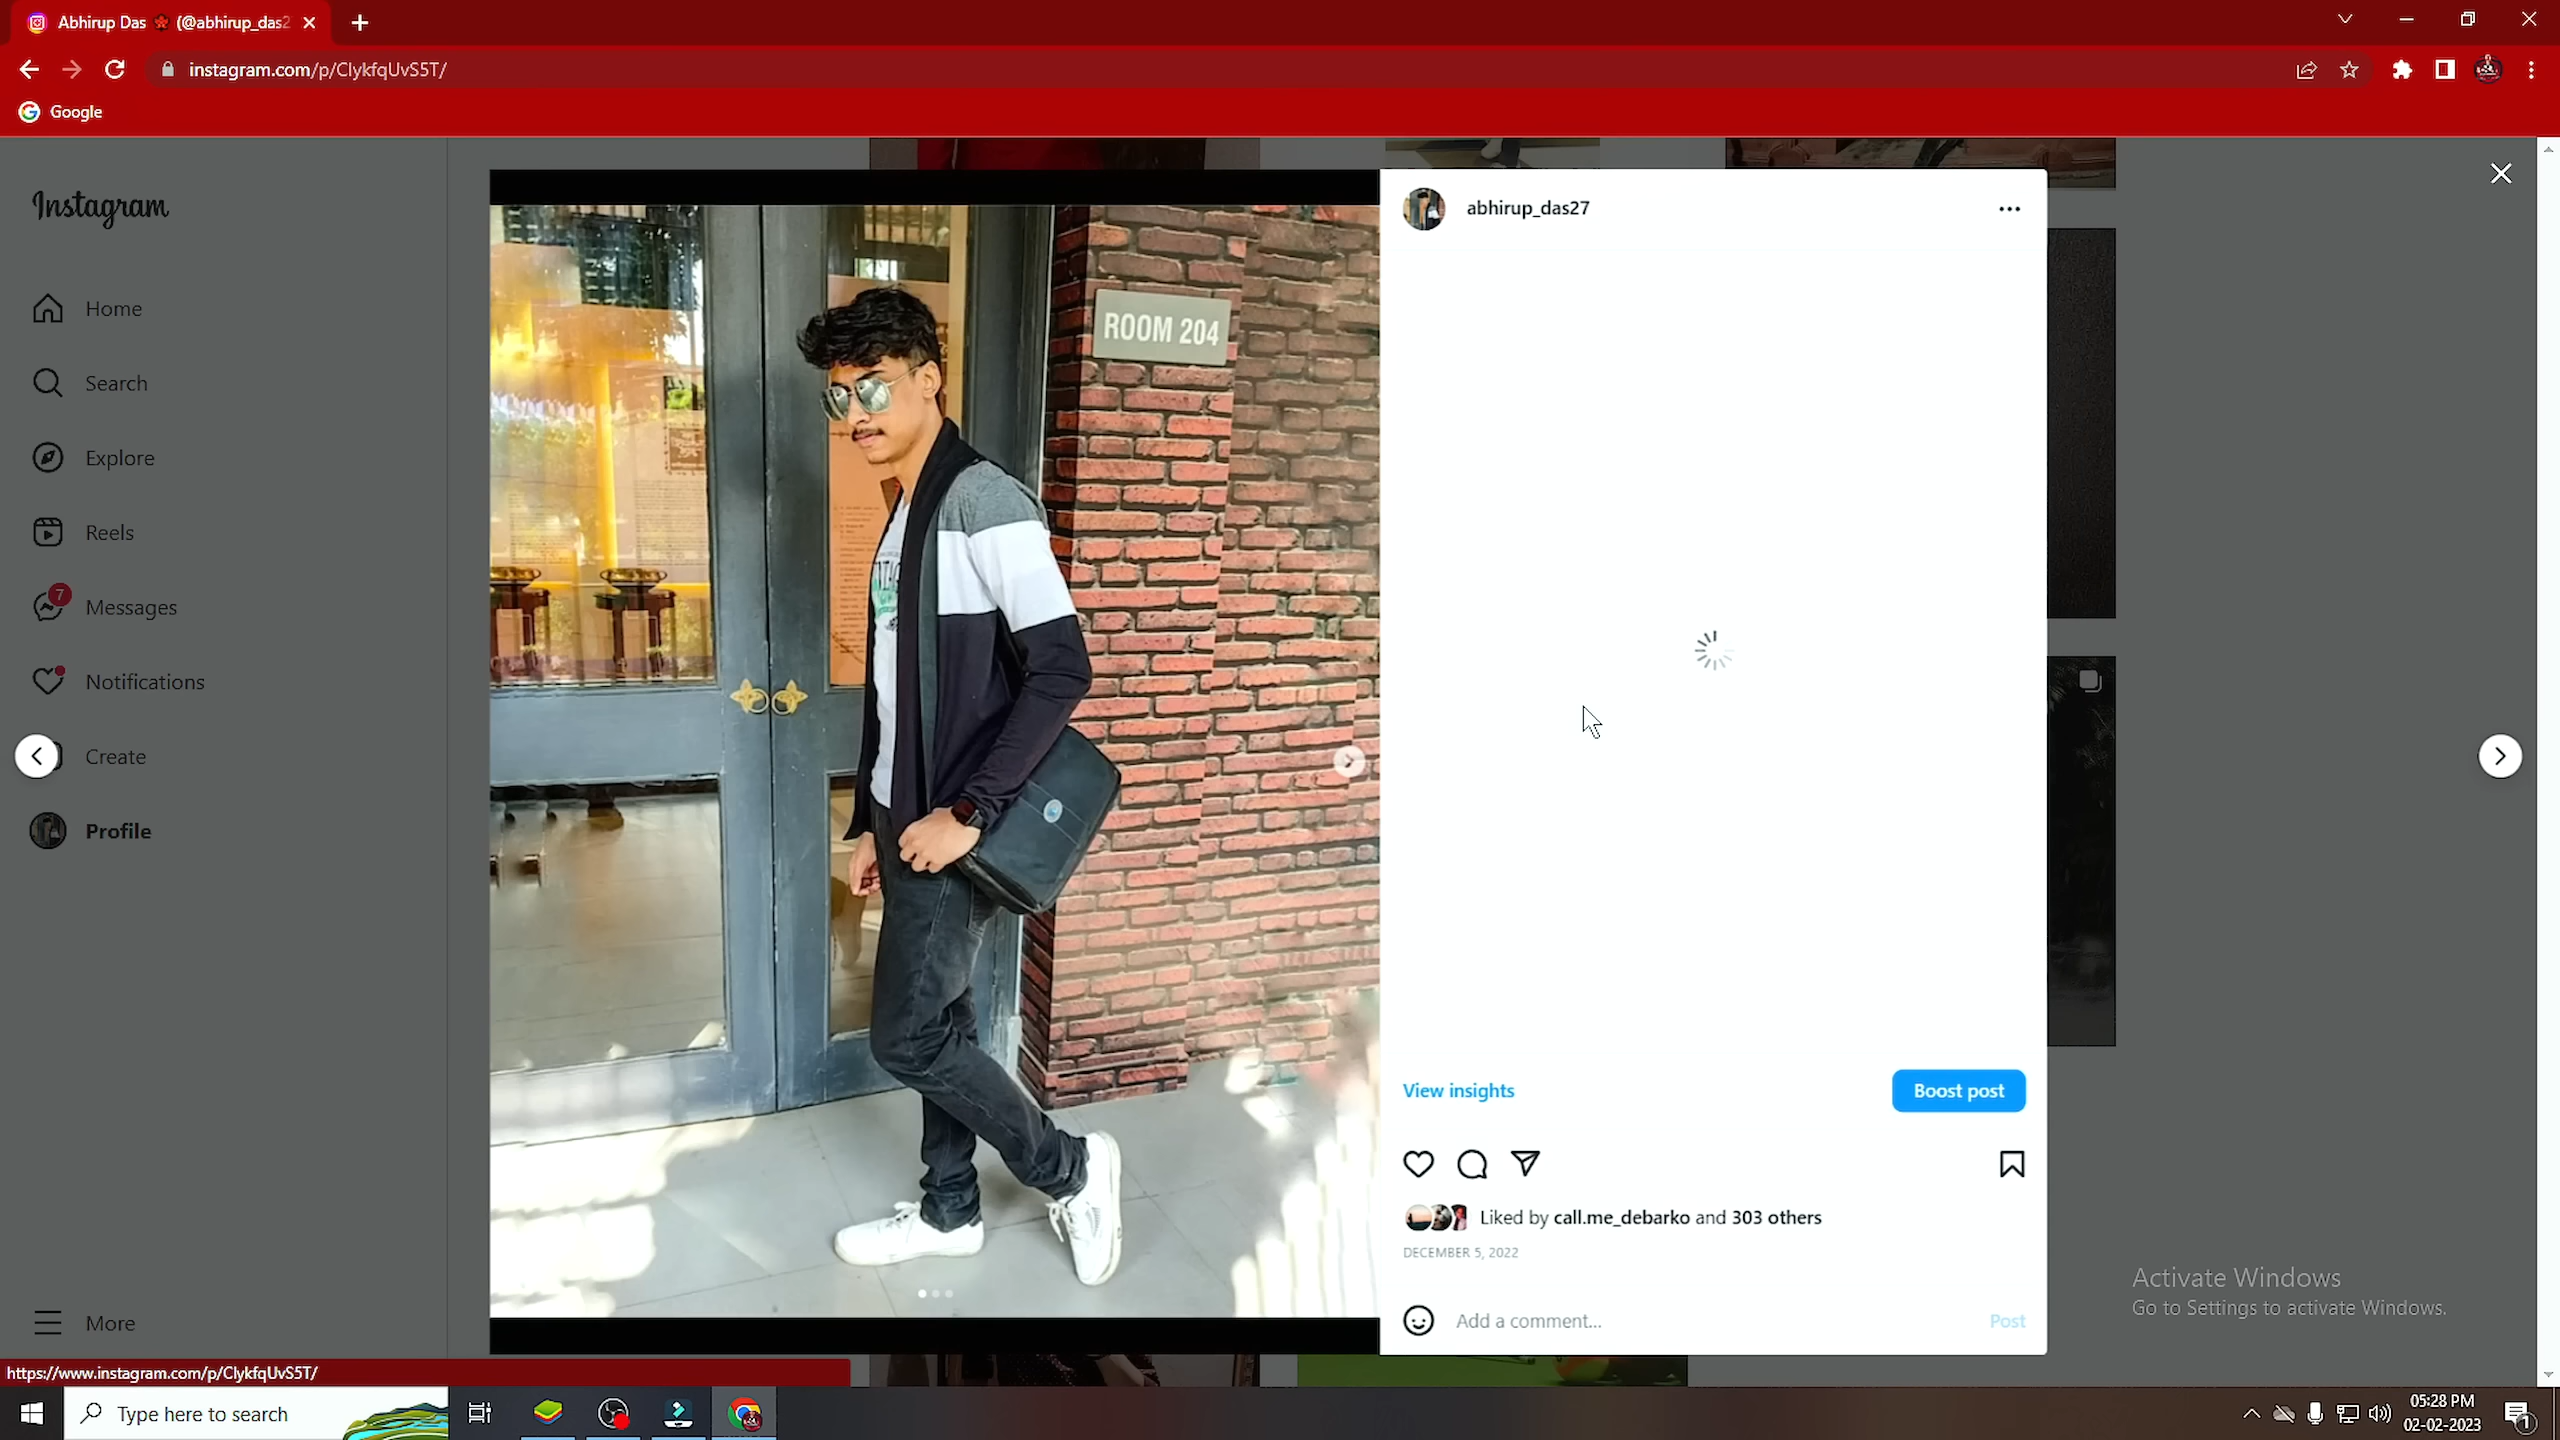 Abhirup Das (@abhirup_das2
instagram.com/p/ClykfqUvS5T/
Google
Instagram
Home
Search
Explore
Reels
7
Messages
Notifications
Create
Profile
More
ROOM 204
abhirup_das27
View insights
Boost post
Liked by call.me_debarko and 303 others
DECEMBER 5, 2022
Add a comment...
Post
Activate Windows
Go to Settings to activate Windows.
https://www.instagram.com/p/ClykfqUvS5T/
Type here to search
05:28 PM
02-02-2023
1